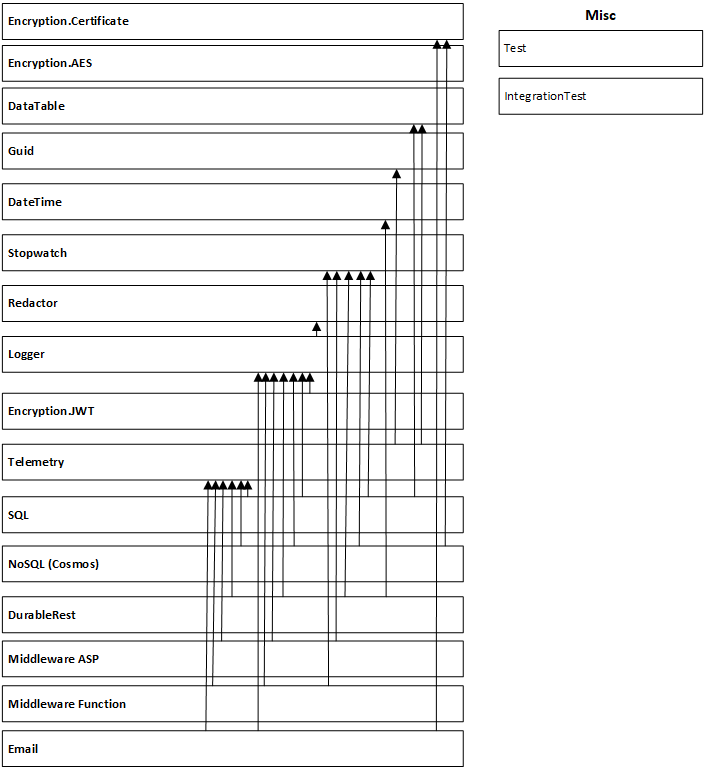 Encryption.Certificate
Encryption.AES
DataTable
Guid
DateTime
Stopwatch
Redactor
Logger
Encryption.JWT
Telemetry
SQL
NoSQL (Cosmos)
DurableRest
Middleware ASP
Middleware Function
Email
Misc
Test
IntegrationTest